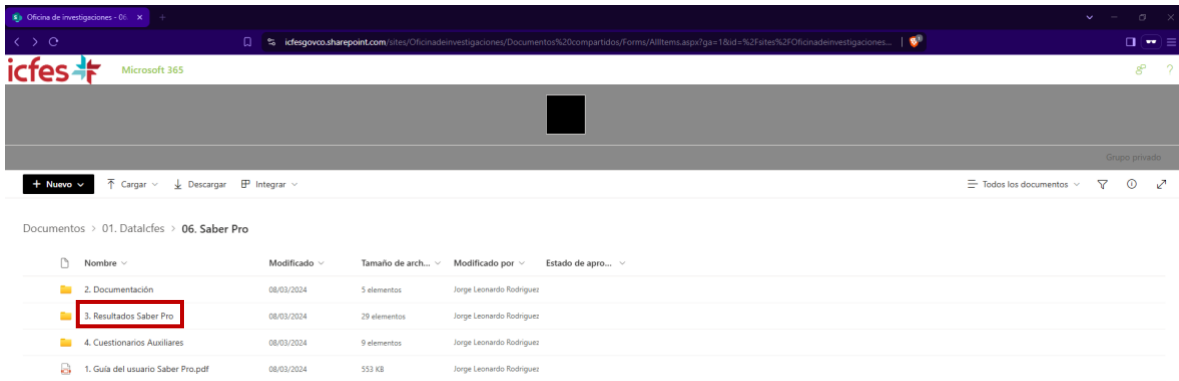 Oficina de investigaciones - 06.
icfesgovco.sharepoint.com/sites/Oficinadeinvestigaciones/Documentos%20compartidos/Forms/AllItems.aspx?ga=1&id=%2Fsites%2FOficinadeinvestigaciones...
icfes Microsoft 365
Grupo privado
+ Nuevo Cargar Descargar Integrar Todos los documentos
Documentos > 01. DataIcfes > 06. Saber Pro
Nombre Modificado Tamaño de arch... Modificado por Estado de apro...
2. Documentación 08/03/2024 5 elementos Jorge Leonardo Rodriguez
3. Resultados Saber Pro 08/03/2024 29 elementos Jorge Leonardo Rodriguez
4. Cuestionarios Auxiliares 08/03/2024 9 elementos Jorge Leonardo Rodriguez
1. Guía del usuario Saber Pro.pdf 08/03/2024 553 KB Jorge Leonardo Rodriguez